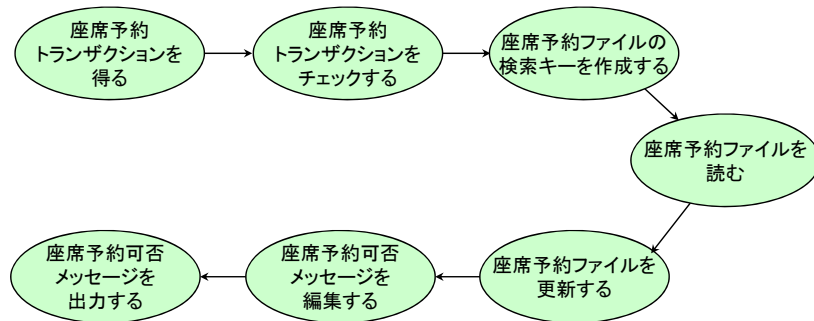 座席予約
トランザクションを
得る
座席予約
トランザクションを
チェックする
座席予約ファイルの
検索キーを作成する
座席予約ファイルを
読む
座席予約ファイルを
更新する
座席予約可否
メッセージを
編集する
座席予約可否
メッセージを
出力する